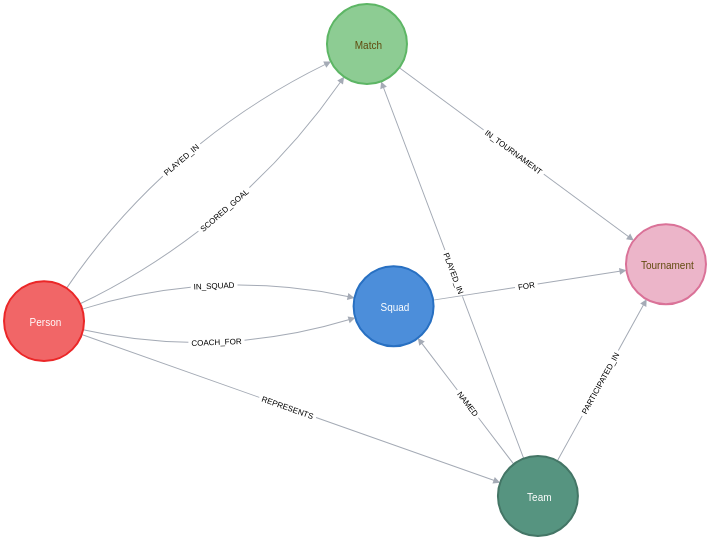 Match
PLAYED_IN
IN_TOURNAMENT
SCORED_GOAL
Tournament
PLAYED_IN
IN_SQUAD
FOR
Squad
Person
COACH_FOR
PARTICIPATED_IN
NAMED
REPRESENTS
Team